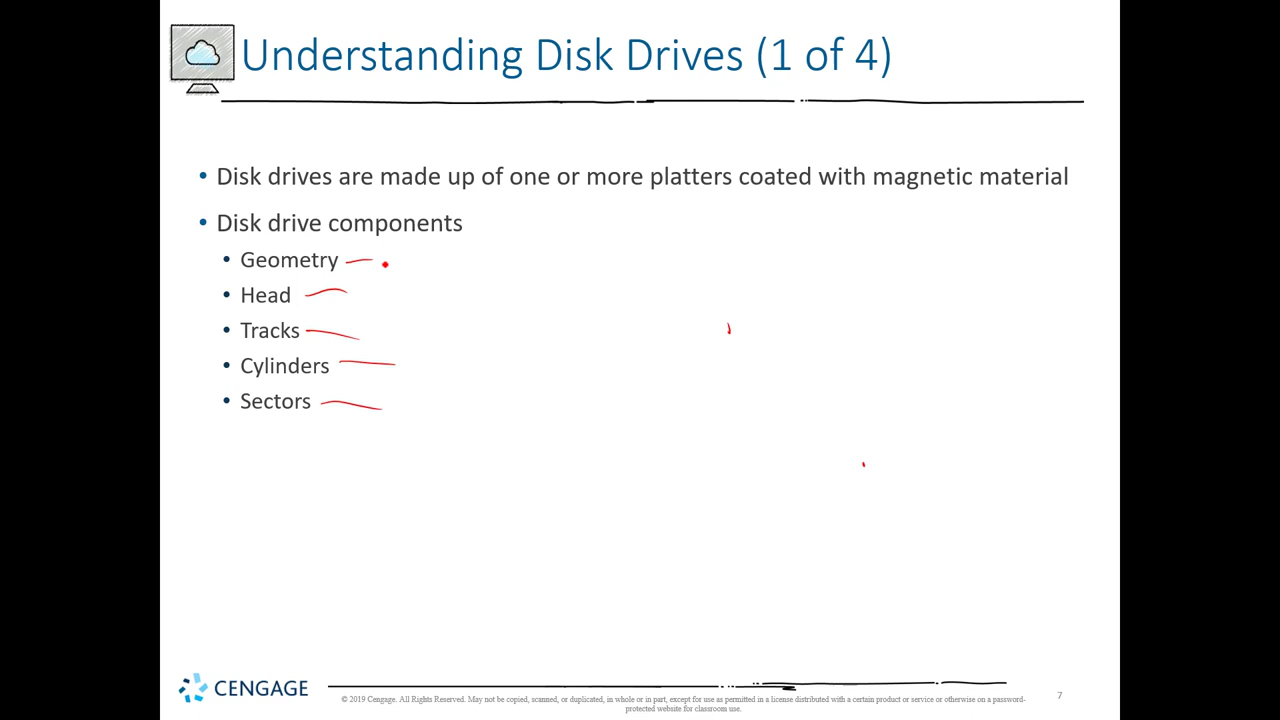 Understanding Disk Drives (1 of 4)
• Disk drives are made up of one or more platters coated with magnetic material
• Disk drive components
• Geometry
• Head
• Tracks
• Cylinders
• Sectors
CENGAGE
© 2019 Cengage. All Rights Reserved. May not be copied, scanned, or duplicated, in whole or in part, except for use as permitted in a license distributed with a certain product or service or otherwise on a password-
protected website for classroom use.
7